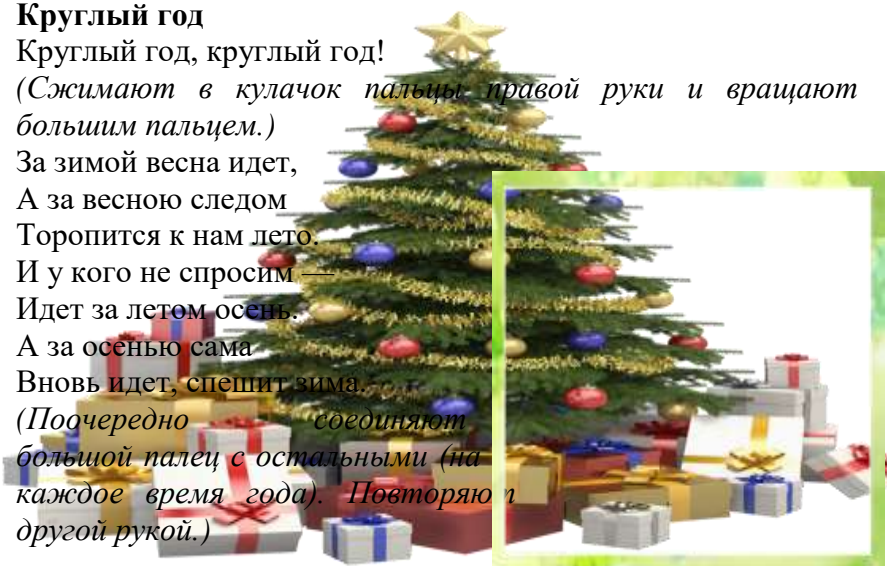 Круглый год
Круглый год, круглый год!
(Сжимают в кулачок пальцы правой руки и вращают
большим пальцем.)
За зимой весна идет,
А за весною следом
Торопится к нам лето.
И у кого не спросим —
Идет за летом осень.
А за осенью сама
Вновь идет, спешит зима.
(Поочередно соединяют
большой палец с остальными (на
каждое время года). Повторяют
другой рукой.)